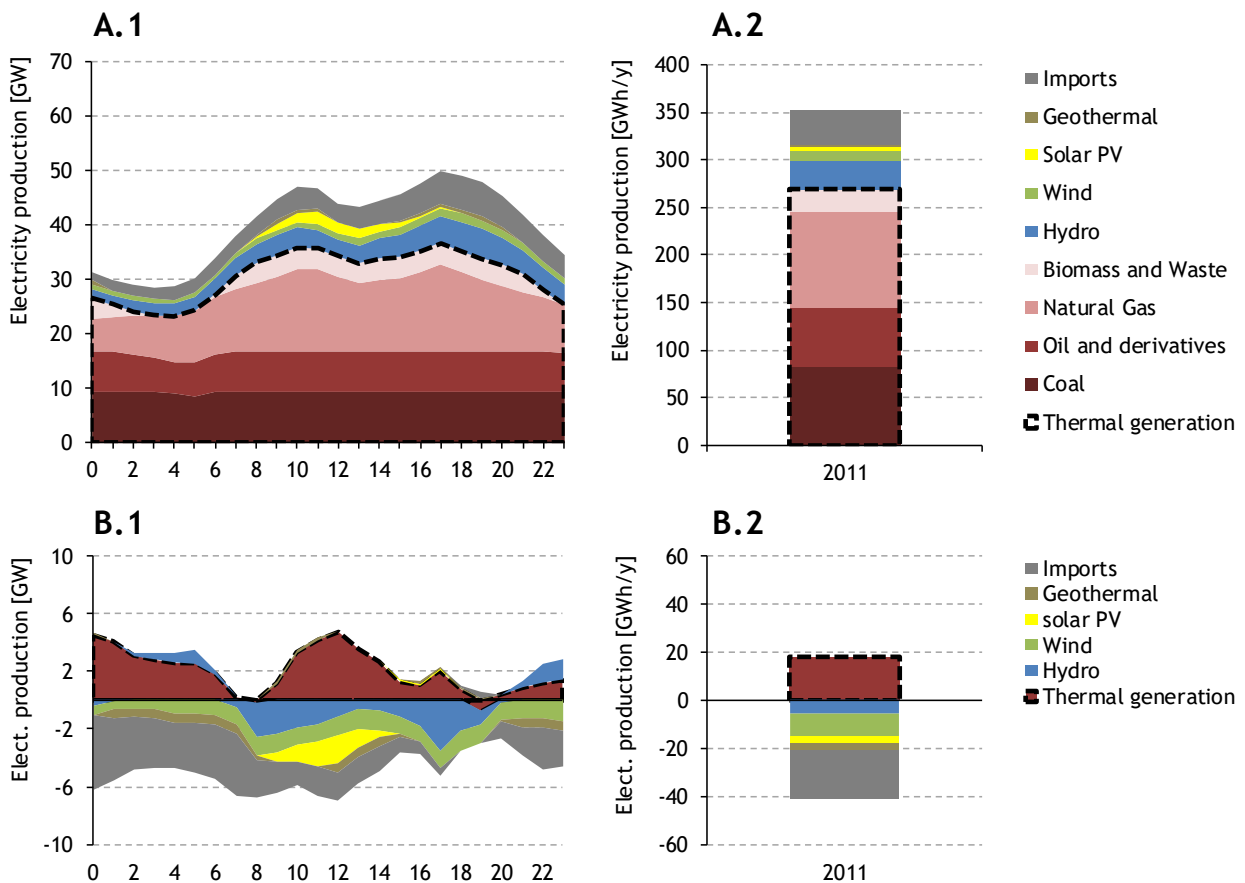 A.1
Electricity production [GW]
70
60
50
40
30
20
10
0
0 2 4 6 8 10 12 14 16 18 20 22
A.2
Electricity production [GWh/y]
400
350
300
250
200
150
100
50
0
2011
Imports
Geothermal
Solar PV
Wind
Hydro
Biomass and Waste
Natural Gas
Oil and derivatives
Coal
Thermal generation
B.1
Elect. production [GW]
10
6
2
-2
-6
-10
0 2 4 6 8 10 12 14 16 18 20 22
B.2
Elect. production [GWh/y]
60
40
20
0
-20
-40
-60
2011
Imports
Geothermal
solar PV
Wind
Hydro
Thermal generation